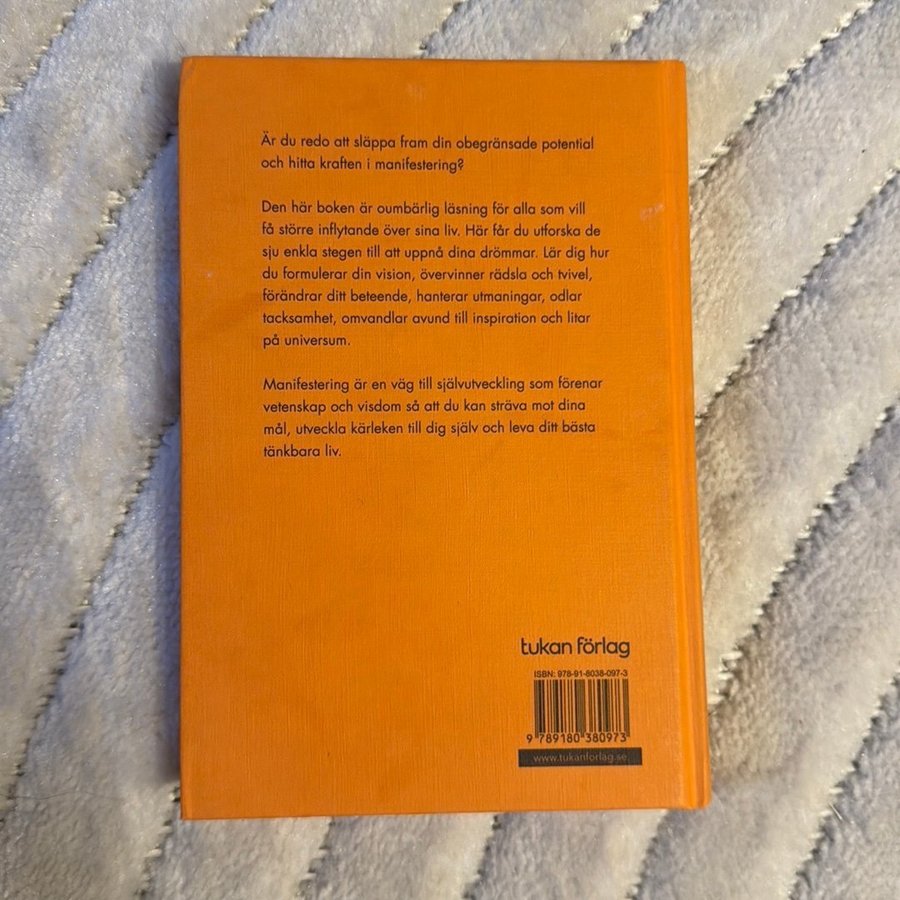 Är du redo att släppa fram din obegränsade potential
och hitta kraften i manifestering?
Den här boken är oumbärlig läsning för alla som vill
få större inflytande över sina liv. Här får du utforska de
sju enkla stegen till att uppnå dina drömmar. Lär dig hur
du formulerar din vision, övervinner rädsla och tvivel,
förändrar ditt beteende, hanterar utmaningar, odlar
tacksamhet, omvandlar avund till inspiration och litar
på universum.
Manifestering är en väg till självutveckling som förenar
vetenskap och visdom så att du kan sträva mot dina
mål, utveckla kärleken till dig själv och leva ditt bästa
tänkbara liv.
tukan förlag
ISBN: 978-91-8038-097-3
9 789180 380973
www.tukanforlag.se